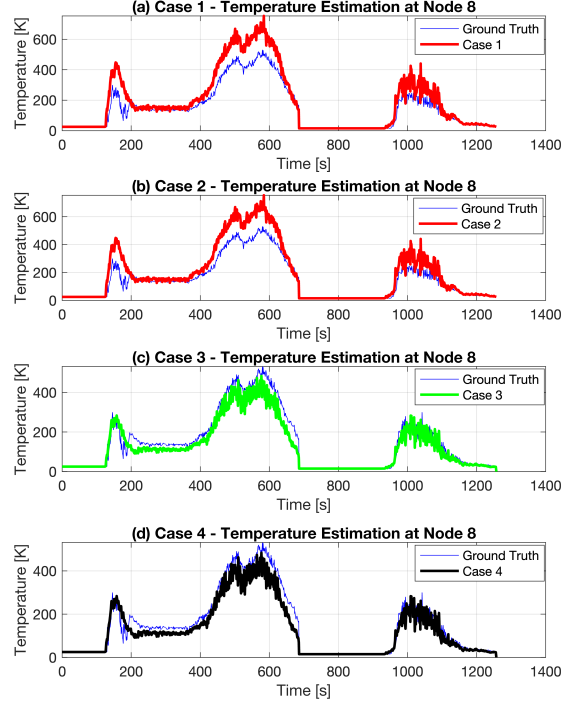 (a) Case 1 - Temperature Estimation at Node 8
Temperature [K]
600
400
200
0
Ground Truth
Case 1
0 200 400 600 800 1000 1200 1400
Time [s]
(b) Case 2 - Temperature Estimation at Node 8
Temperature [K]
600
400
200
0
Ground Truth
Case 2
0 200 400 600 800 1000 1200 1400
Time [s]
(c) Case 3 - Temperature Estimation at Node 8
Temperature [K]
400
200
0
Ground Truth
Case 3
0 200 400 600 800 1000 1200 1400
Time [s]
(d) Case 4 - Temperature Estimation at Node 8
Temperature [K]
400
200
0
Ground Truth
Case 4
0 200 400 600 800 1000 1200 1400
Time [s]